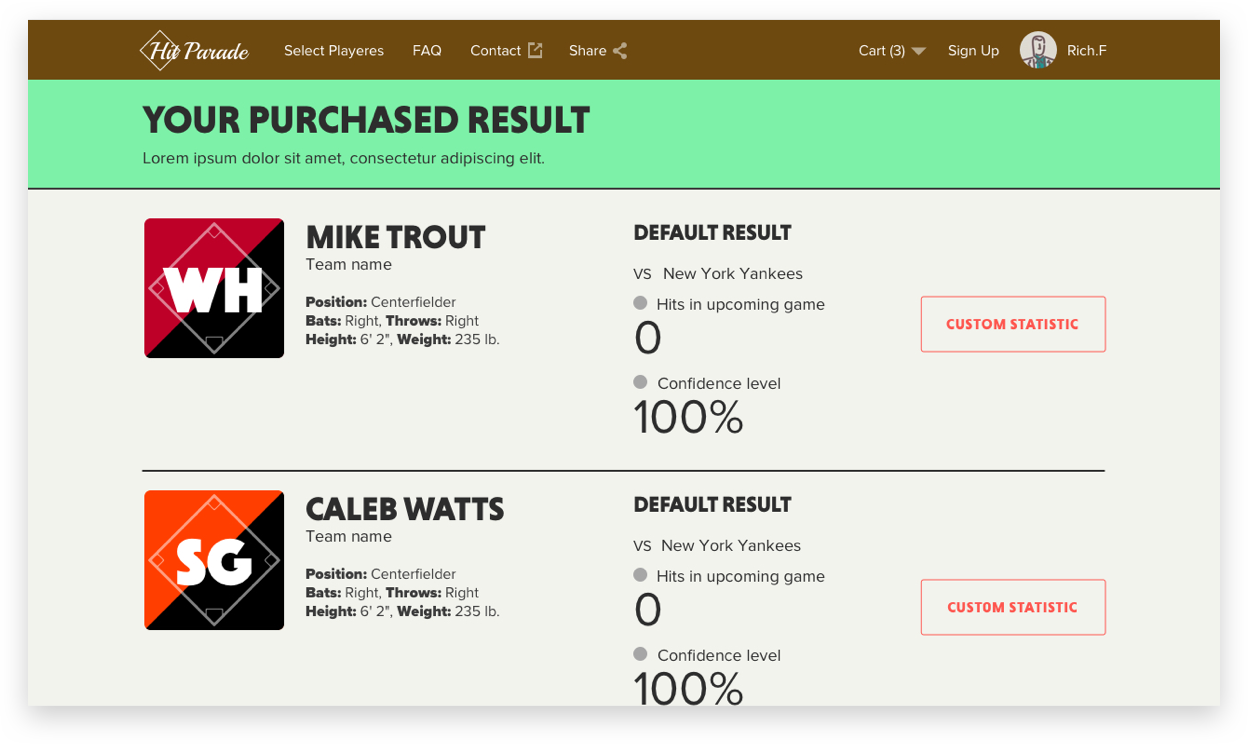 Hit Parade Select Playeres FAQ Contact Share Cart (3) Sign Up Rich.F
YOUR PURCHASED RESULT
Lorem ipsum dolor sit amet, consectetur adipiscing elit.
WH
MIKE TROUT
Team name
Position: Centerfielder
Bats: Right, Throws: Right
Height: 6' 2", Weight: 235 lb.
DEFAULT RESULT
VS New York Yankees
Hits in upcoming game
0
Confidence level
100%
CUSTOM STATISTIC
SG
CALEB WATTS
Team name
Position: Centerfielder
Bats: Right, Throws: Right
Height: 6' 2", Weight: 235 lb.
DEFAULT RESULT
VS New York Yankees
Hits in upcoming game
0
Confidence level
100%
CUSTOM STATISTIC